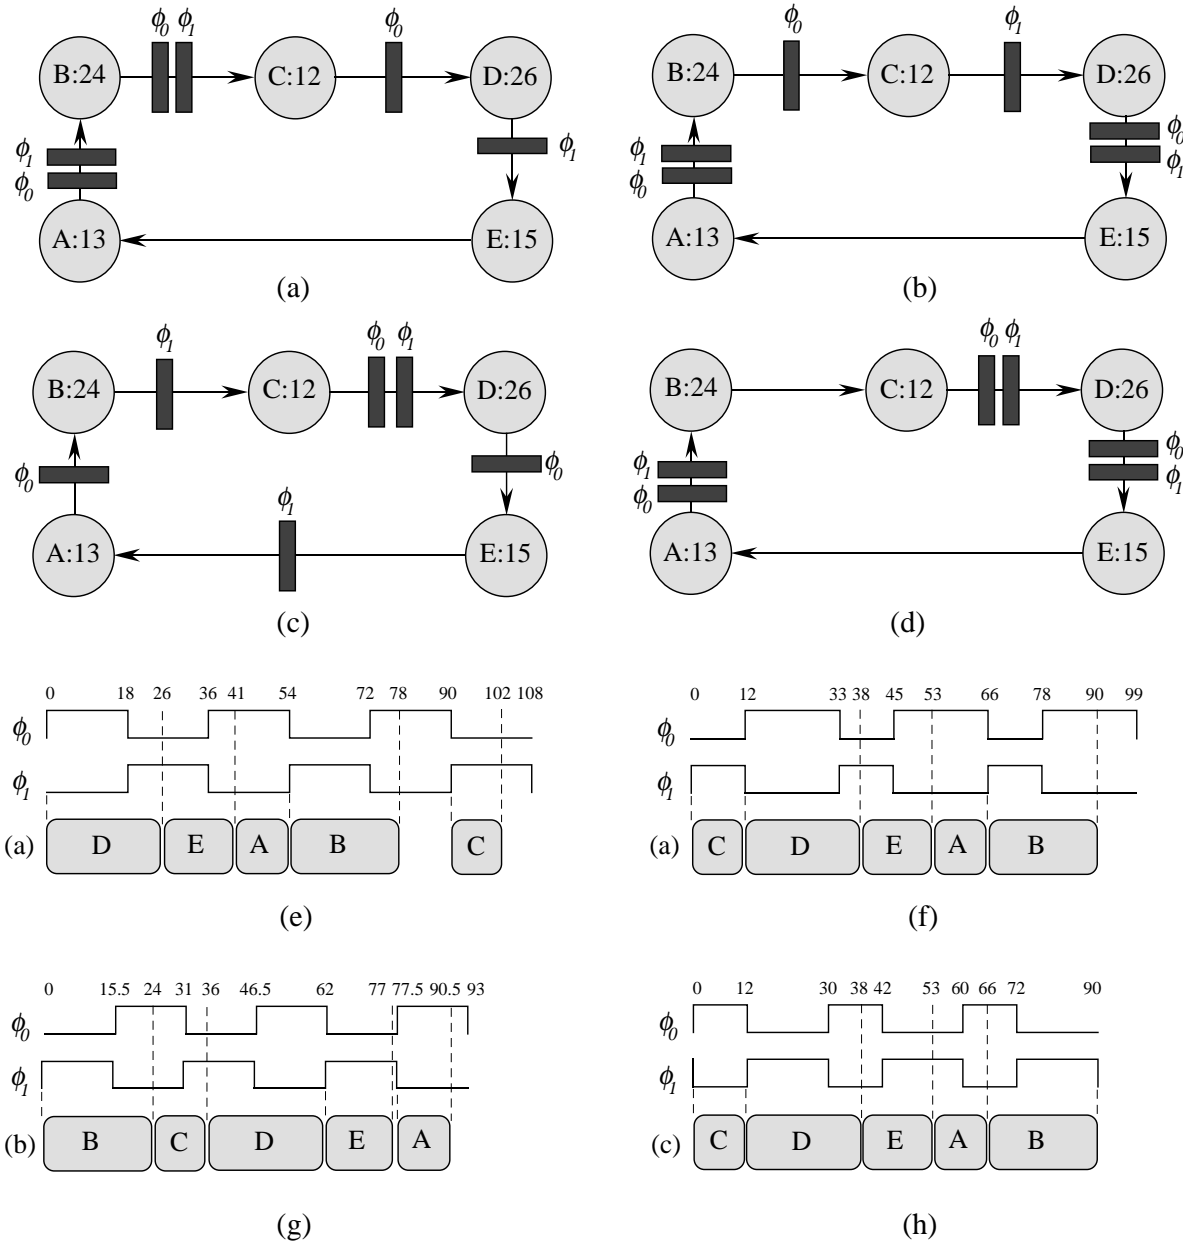 ϕ0 ϕ1 ϕ0
B:24 C:12 D:26
ϕ1 ϕ1
ϕ0
A:13 E:15
(a)
ϕ0 ϕ1
B:24 C:12 D:26
ϕ0
ϕ1 ϕ1
ϕ0
A:13 E:15
(b)
ϕ1 ϕ0 ϕ1
B:24 C:12 D:26
ϕ0 ϕ0
ϕ1
A:13 E:15
(c)
ϕ0 ϕ1
B:24 C:12 D:26
ϕ1 ϕ0
ϕ0 ϕ1
A:13 E:15
(d)
0 18 26 36 41 54 72 78 90 102 108
ϕ0
ϕ1
(a) D E A B C
(e)
0 12 33 38 45 53 66 78 90 99
ϕ0
ϕ1
(a) C D E A B
(f)
0 15.5 24 31 36 46.5 62 77 77.5 90.5 93
ϕ0
ϕ1
(b) B C D E A
(g)
0 12 30 38 42 53 60 66 72 90
ϕ0
ϕ1
(c) C D E A B
(h)